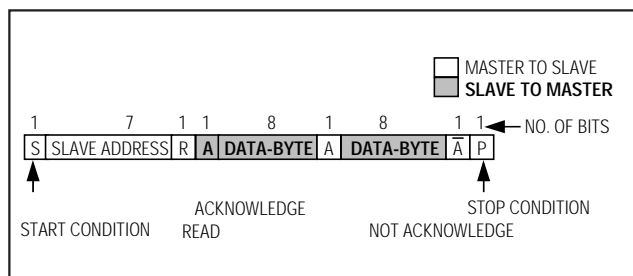 MASTER TO SLAVE
SLAVE TO MASTER
1 7 1 1 8 1 8 1 1 NO. OF BITS
S SLAVE ADDRESS R A DATA-BYTE A DATA-BYTE A̅ P
ACKNOWLEDGE STOP CONDITION
START CONDITION READ NOT ACKNOWLEDGE